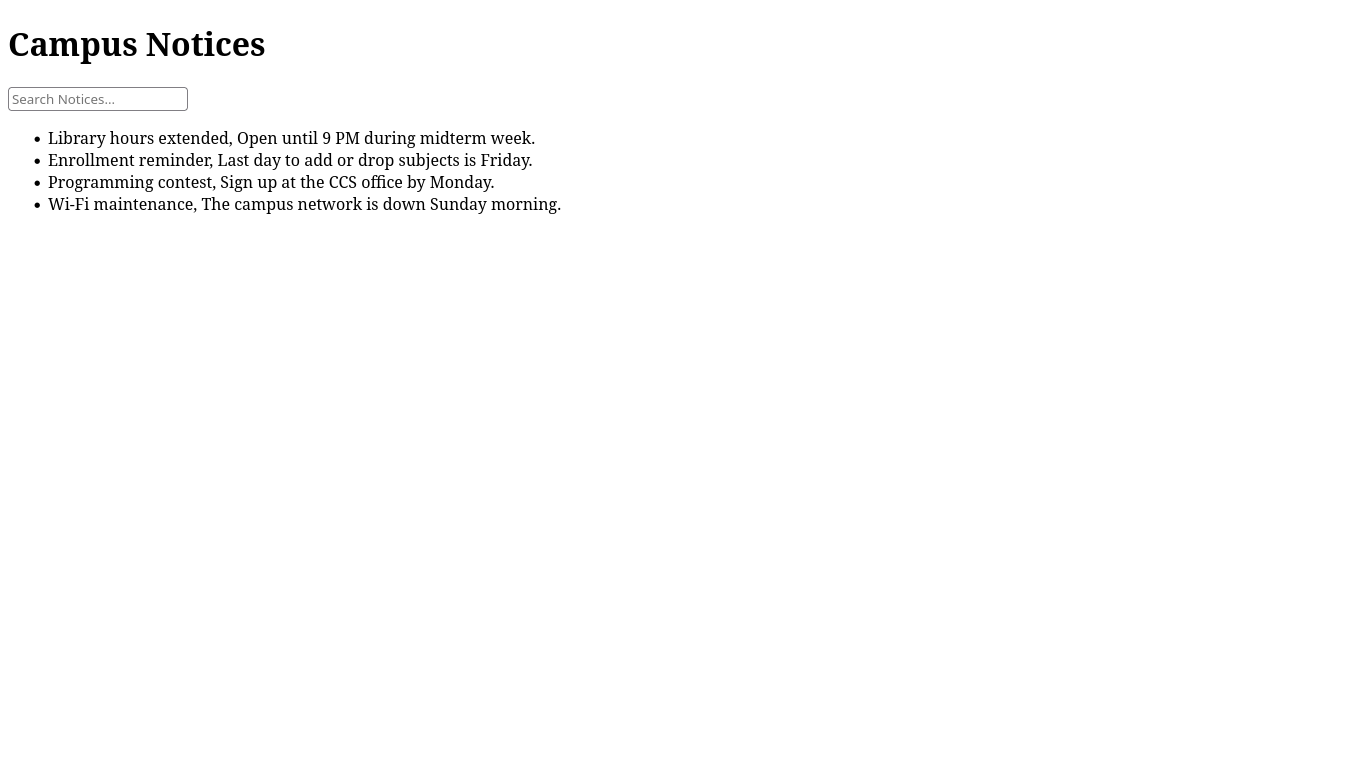 Campus Notices
Search Notices...
Library hours extended, Open until 9 PM during midterm week.
Enrollment reminder, Last day to add or drop subjects is Friday.
Programming contest, Sign up at the CCS office by Monday.
Wi-Fi maintenance, The campus network is down Sunday morning.